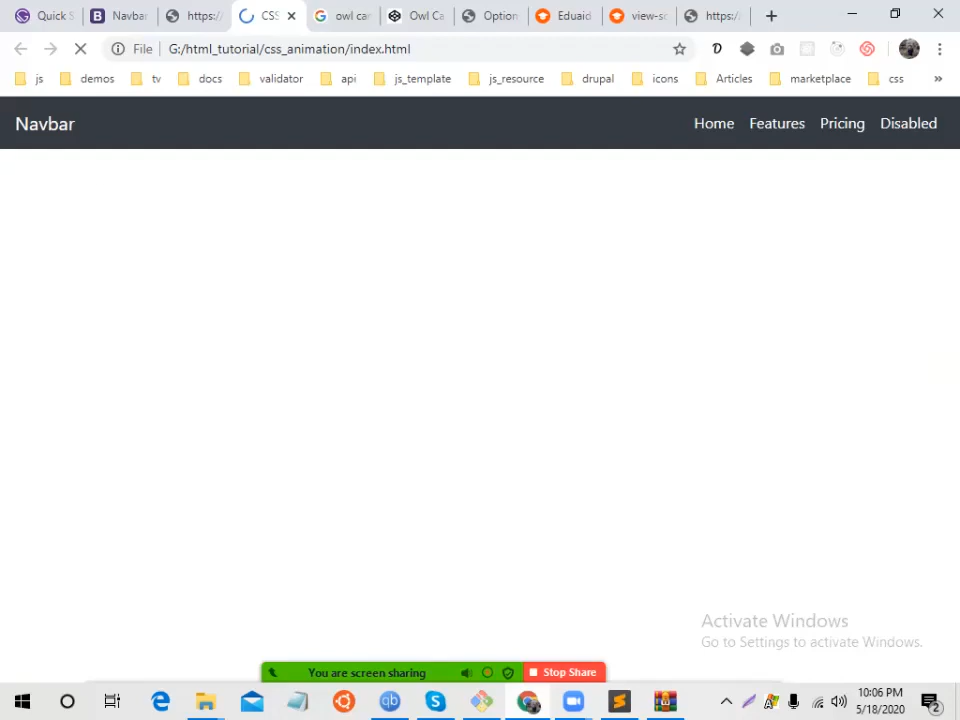 Quick S
Navbar
https:/
CSS
owl car
Owl Ca
Option
Eduaid
view-sc
https:/
File
G:/html_tutorial/css_animation/index.html
js
demos
tv
docs
validator
api
js_template
js_resource
drupal
icons
Articles
marketplace
css
»
Navbar
Home Features Pricing Disabled
Activate Windows
Go to Settings to activate Windows.
You are screen sharing
Stop Share
10:06 PM
5/18/2020
2